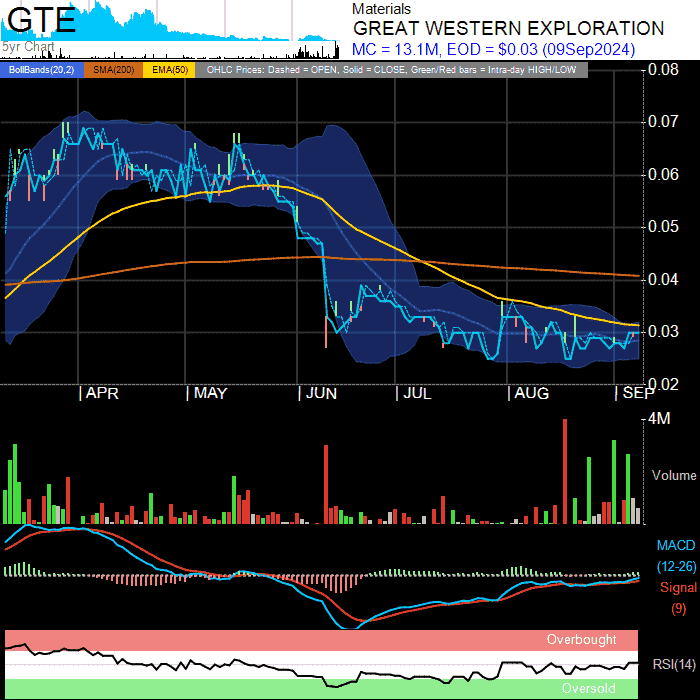 GTE
5yr Chart
Materials
GREAT WESTERN EXPLORATION
MC = 13.1M, EOD = $0.03 (09Sep2024)
BollBands(20,2) SMA(200) EMA(50) OHLC Prices: Dashed = OPEN, Solid = CLOSE, Green/Red bars = Intra-day HIGH/LOW
0.08
0.07
0.06
0.05
0.04
0.03
0.02
APR MAY JUN JUL AUG SEP
4M
Volume
MACD
(12-26)
Signal
(9)
Overbought
RSI(14)
Oversold